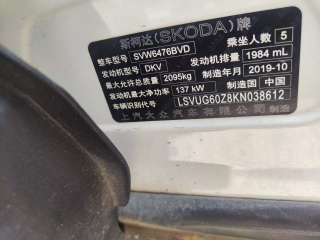 斯柯达(SKODA)牌 乘坐人数 5
整车型号 SVW6476BVD
发动机型号 DKV 发动机排量 1984 mL
最大允许总质量 2095kg 制造年月 2019-10
发动机最大净功率 137 kW 制造国 中国
车辆识别代号 LSVUG60Z8KN038612
上汽大众汽车有限公司 制造